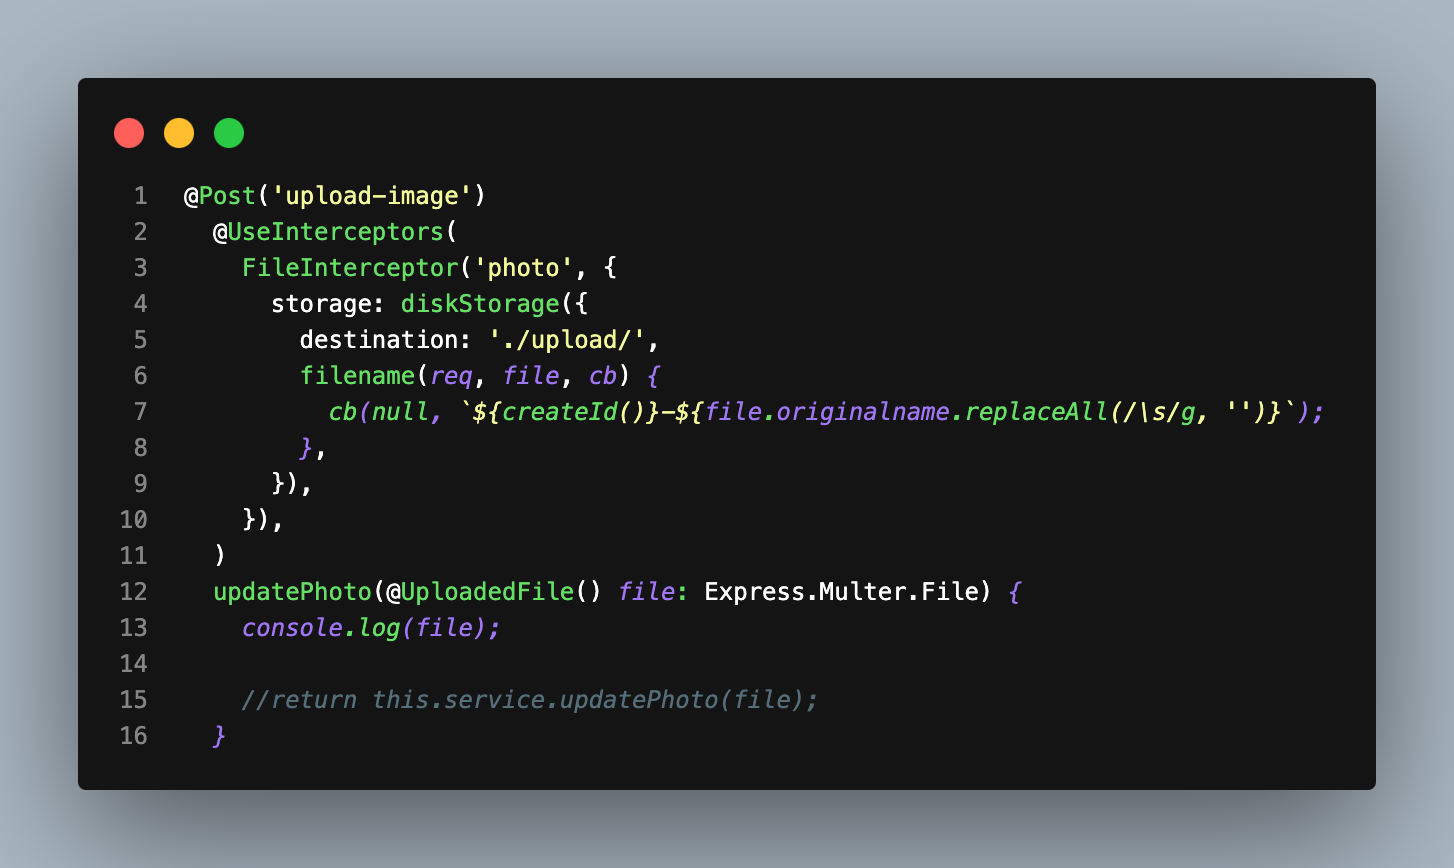 1 @Post('upload-image')
2 @UseInterceptors(
3 FileInterceptor('photo', {
4 storage: diskStorage({
5 destination: './upload/',
6 filename(req, file, cb) {
7 cb(null, `${createId()}-${file.originalname.replaceAll(/\s/g, '')}`);
8 },
9 }),
10 }),
11 )
12 updatePhoto(@UploadedFile() file: Express.Multer.File) {
13 console.log(file);
14
15 //return this.service.updatePhoto(file);
16 }